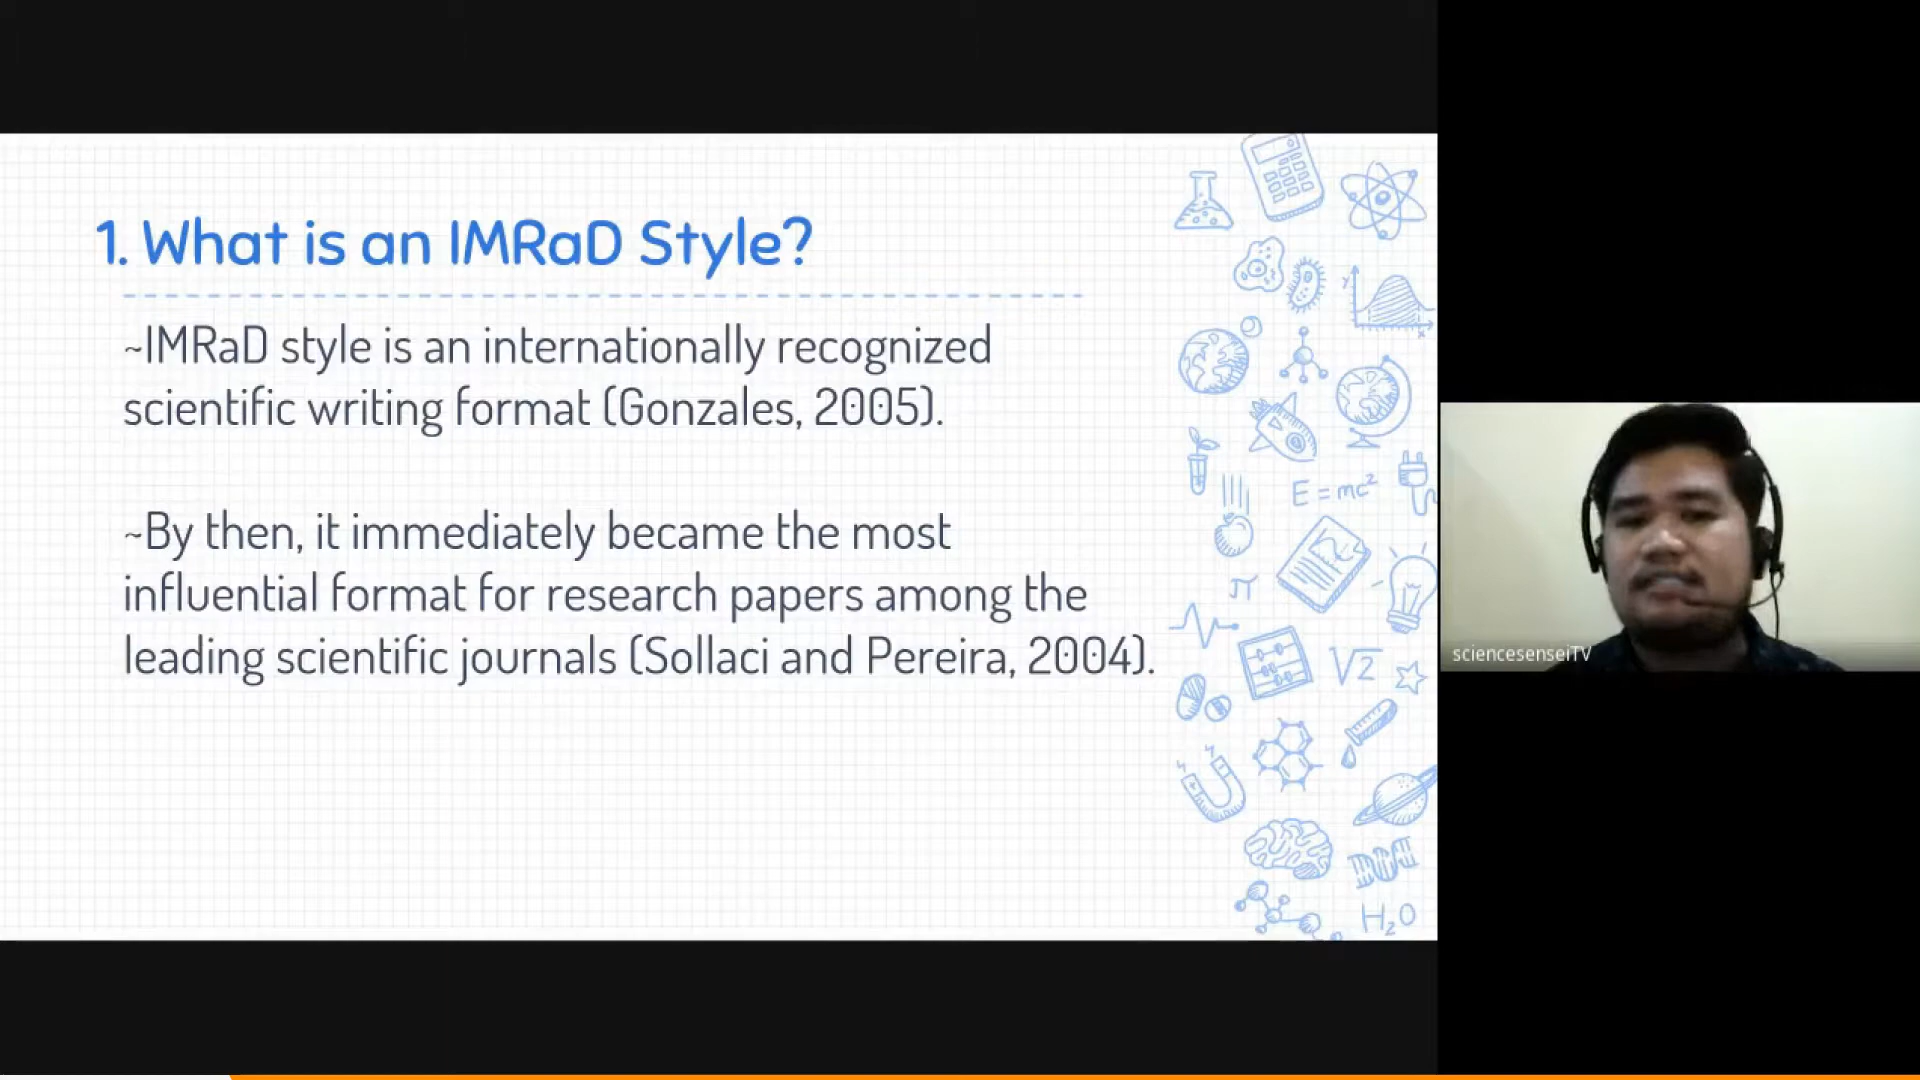 1. What is an IMRaD Style?
~IMRaD style is an internationally recognized
scientific writing format (Gonzales, 2005).
~By then, it immediately became the most
influential format for research papers among the
leading scientific journals (Sollaci and Pereira, 2004).
y
x
E = mc²
π
√2
H₂O
sciencesenseiTV